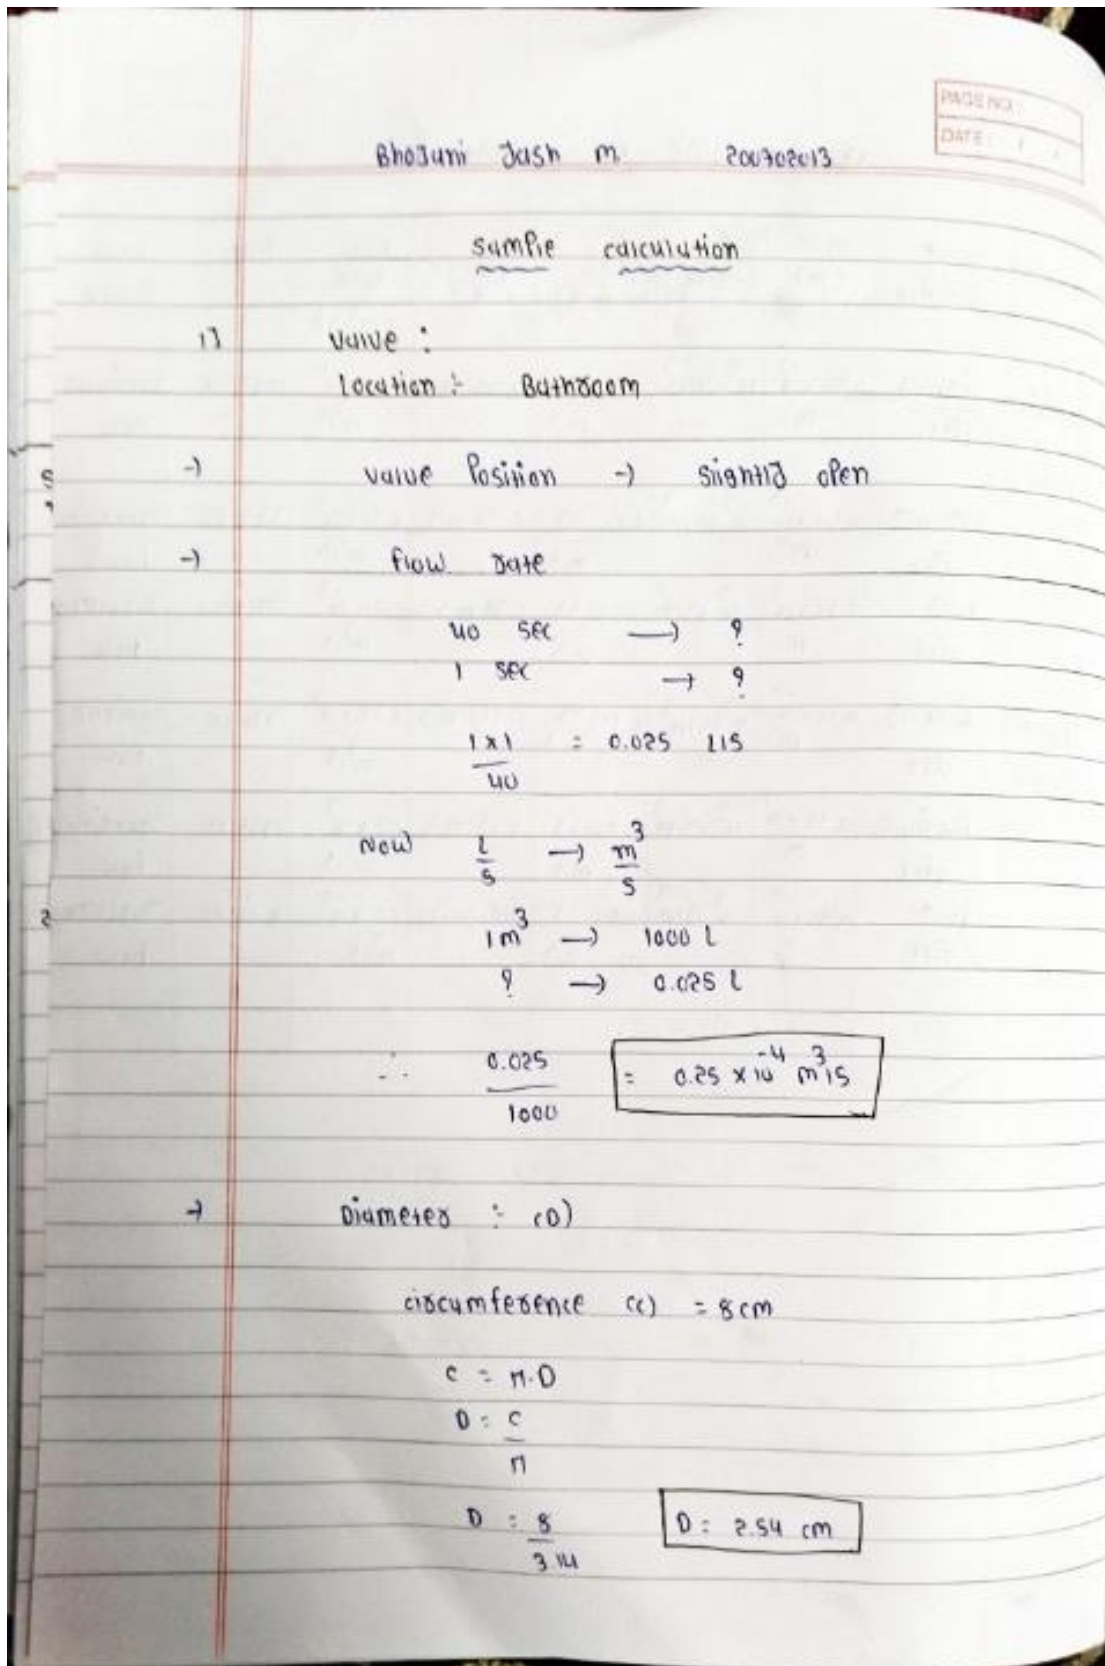 PAGE NO.:
DATE: / /
Bhojani Jash M 200702013
Sample calculation
1] Valve :
Location :- Bathroom
→ Valve Position → Slightly open
→ flow rate
40 sec → ?
1 sec → ?
1 x 1 = 0.025 l/s
40
Now l → m³
s s
1m³ → 1000 l
? → 0.025 l
∴ 0.025 = 0.25 x 10⁻⁴ m³/s
1000
→ Diameter :- (D)
circumference (c) = 8 cm
c = π.D
D = c
π
D = 8 D = 2.54 cm
3.14